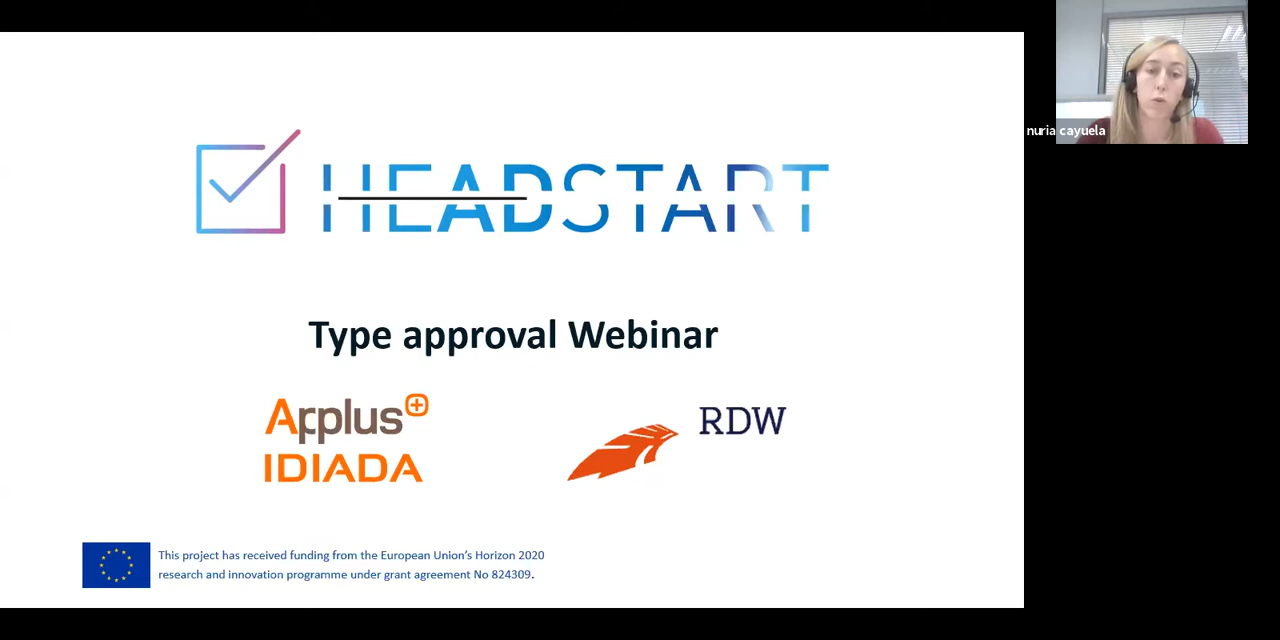 nuria cayuela
HEADSTART
Type approval Webinar
Applus+
IDIADA
RDW
This project has received funding from the European Union's Horizon 2020
research and innovation programme under grant agreement No 824309.